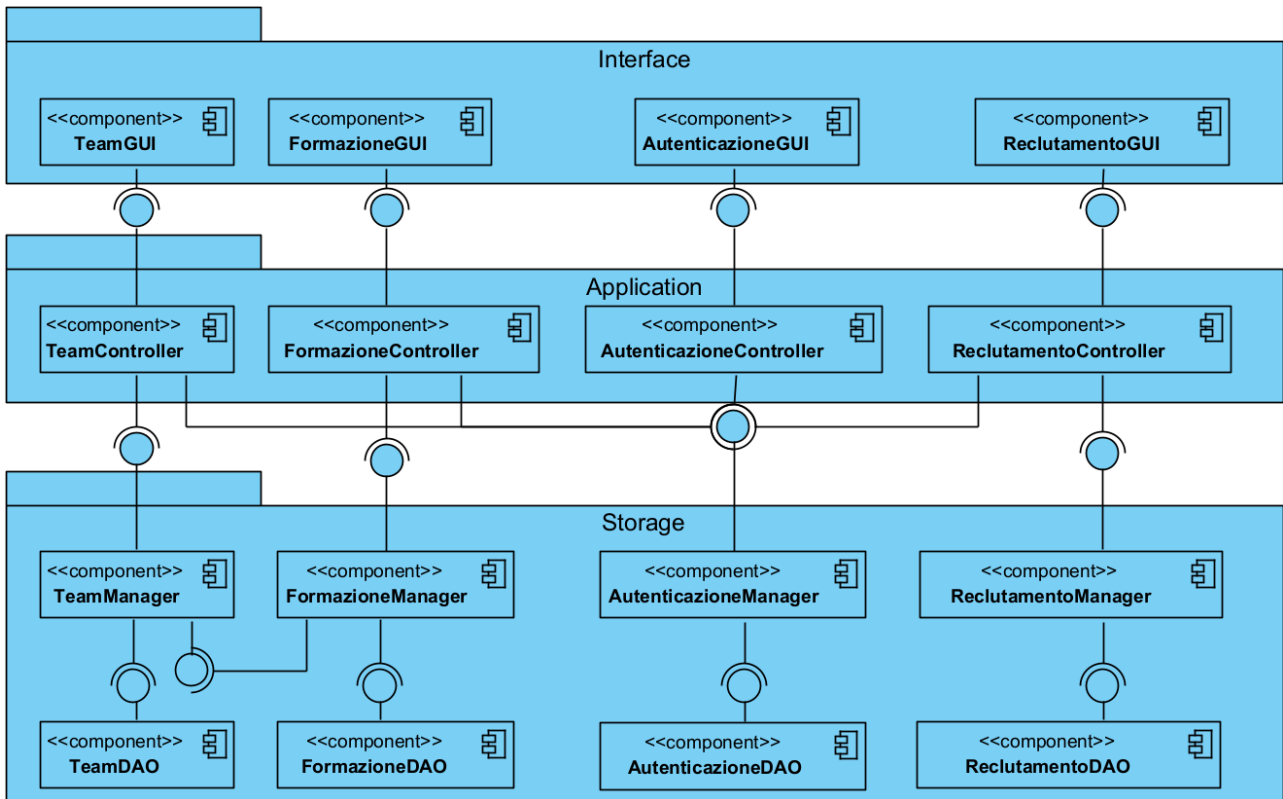 Interface
<<component>>
TeamGUI
<<component>>
FormazioneGUI
<<component>>
AutenticazioneGUI
<<component>>
ReclutamentoGUI
Application
<<component>>
TeamController
<<component>>
FormazioneController
<<component>>
AutenticazioneController
<<component>>
ReclutamentoController
Storage
<<component>>
TeamManager
<<component>>
FormazioneManager
<<component>>
AutenticazioneManager
<<component>>
ReclutamentoManager
<<component>>
TeamDAO
<<component>>
FormazioneDAO
<<component>>
AutenticazioneDAO
<<component>>
ReclutamentoDAO